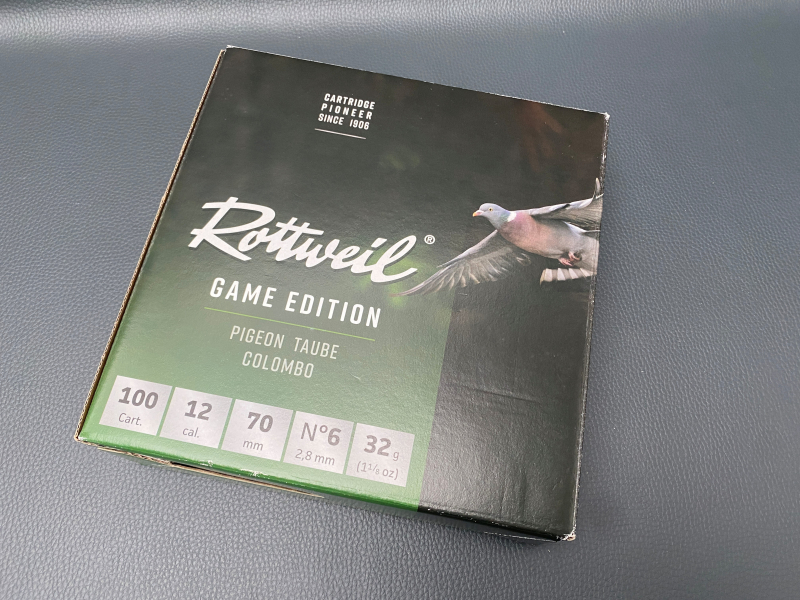 CARTRIDGE
PIONEER
SINCE 1906
Rottweil®
GAME EDITION
PIGEON TAUBE
COLOMBO
100 12 70 N°6 32 g
Cart. cal. mm 2,8 mm (1 1/8 oz)